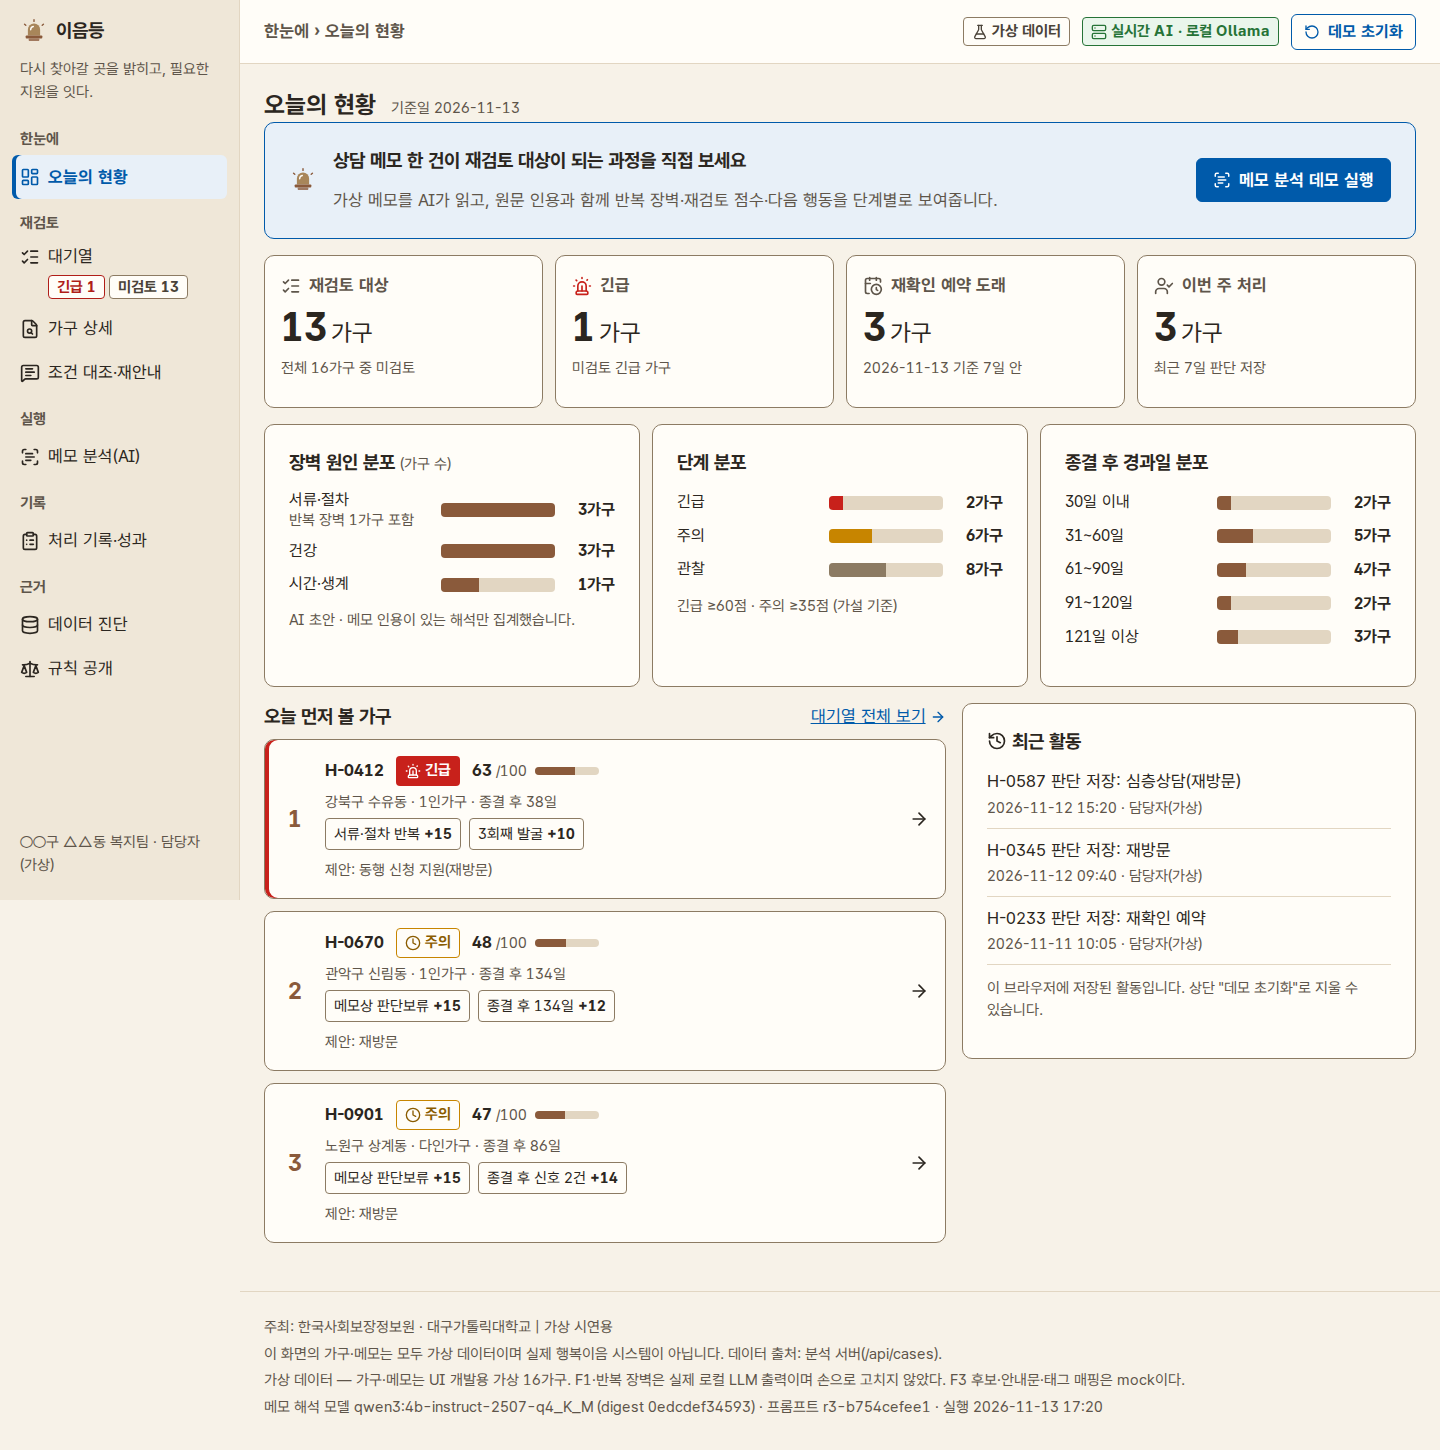 이음등
다시 찾아갈 곳을 밝히고, 필요한
지원을 잇다.
한눈에
오늘의 현황
재검토
대기열
긴급 1
미검토 13
가구 상세
조건 대조·재안내
실행
메모 분석(AI)
기록
처리 기록·성과
근거
데이터 진단
규칙 공개
○○구 △△동 복지팀 · 담당자
(가상)
한눈에 › 오늘의 현황
가상 데이터
실시간 AI · 로컬 Ollama
데모 초기화
오늘의 현황 기준일 2026-11-13
상담 메모 한 건이 재검토 대상이 되는 과정을 직접 보세요
가상 메모를 AI가 읽고, 원문 인용과 함께 반복 장벽·재검토 점수·다음 행동을 단계별로 보여줍니다.
메모 분석 데모 실행
재검토 대상
13 가구
전체 16가구 중 미검토
긴급
1 가구
미검토 긴급 가구
재확인 예약 도래
3 가구
2026-11-13 기준 7일 안
이번 주 처리
3 가구
최근 7일 판단 저장
장벽 원인 분포 (가구 수)
서류·절차
반복 장벽 1가구 포함
3가구
건강 3가구
시간·생계 1가구
AI 초안 · 메모 인용이 있는 해석만 집계했습니다.
단계 분포
긴급 2가구
주의 6가구
관찰 8가구
긴급 ≥60점 · 주의 ≥35점 (가설 기준)
종결 후 경과일 분포
30일 이내 2가구
31~60일 5가구
61~90일 4가구
91~120일 2가구
121일 이상 3가구
오늘 먼저 볼 가구
대기열 전체 보기
1
H-0412 긴급 63 /100
강북구 수유동 · 1인가구 · 종결 후 38일
서류·절차 반복 +15 3회째 발굴 +10
제안: 동행 신청 지원(재방문)
2
H-0670 주의 48 /100
관악구 신림동 · 1인가구 · 종결 후 134일
메모상 판단보류 +15 종결 후 134일 +12
제안: 재방문
3
H-0901 주의 47 /100
노원구 상계동 · 다인가구 · 종결 후 86일
메모상 판단보류 +15 종결 후 신호 2건 +14
제안: 재방문
최근 활동
H-0587 판단 저장: 심층상담(재방문)
2026-11-12 15:20 · 담당자(가상)
H-0345 판단 저장: 재방문
2026-11-12 09:40 · 담당자(가상)
H-0233 판단 저장: 재확인 예약
2026-11-11 10:05 · 담당자(가상)
이 브라우저에 저장된 활동입니다. 상단 "데모 초기화"로 지울 수
있습니다.
주최: 한국사회보장정보원 · 대구가톨릭대학교 | 가상 시연용
이 화면의 가구·메모는 모두 가상 데이터이며 실제 행복이음 시스템이 아닙니다. 데이터 출처: 분석 서버(/api/cases).
가상 데이터 — 가구·메모는 UI 개발용 가상 16가구. F1·반복 장벽은 실제 로컬 LLM 출력이며 손으로 고치지 않았다. F3 후보·안내문·태그 매핑은 mock이다.
메모 해석 모델 qwen3:4b-instruct-2507-q4_K_M (digest 0edcdef34593) · 프롬프트 r3-b754cefee1 · 실행 2026-11-13 17:20